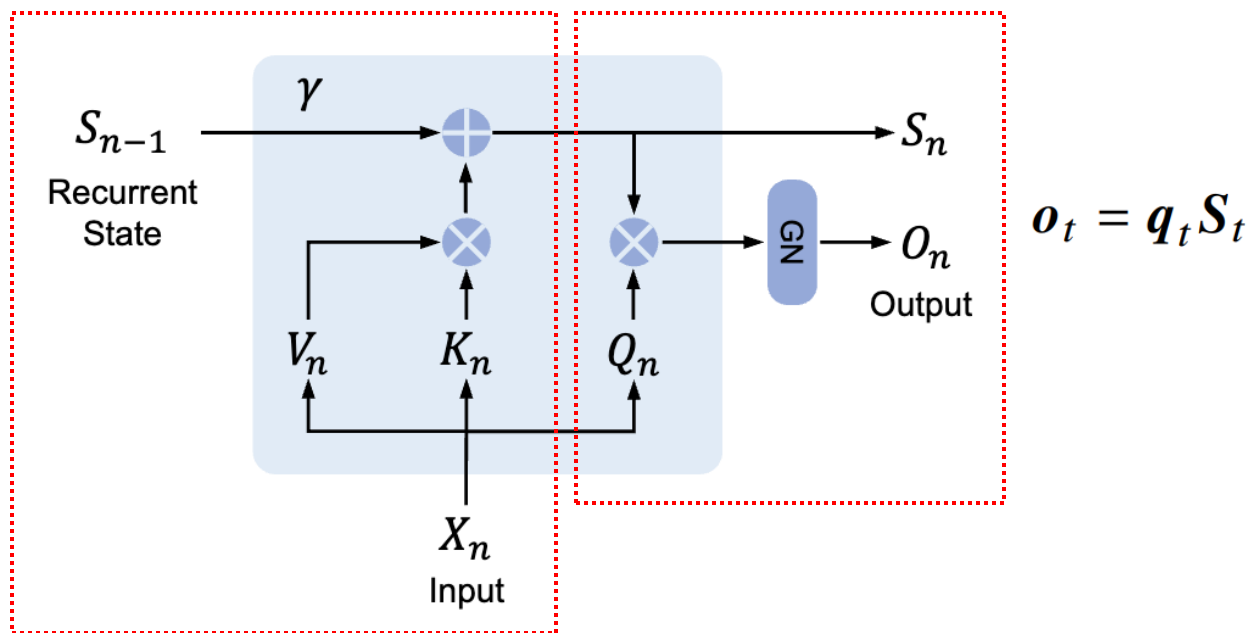 γ
S_{n−1}
Recurrent
State
S_n
GN
O_n
Output
o_t = q_t S_t
V_n
K_n
Q_n
X_n
Input